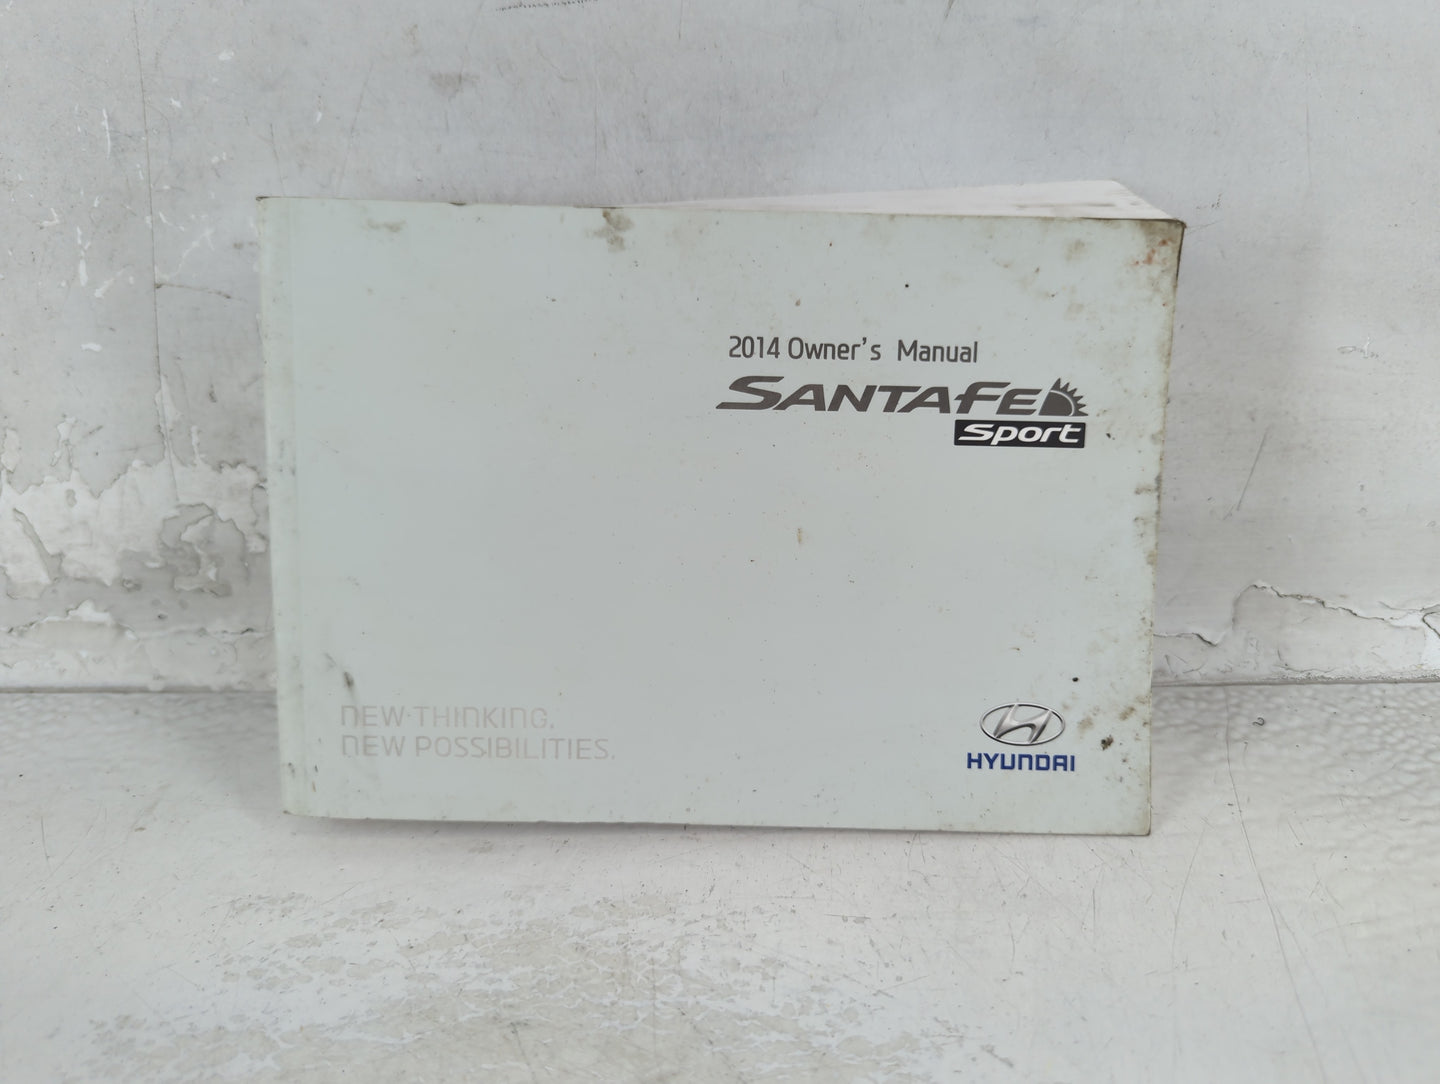 2014 Owner's Manual
SANTAFE
Sport
NEW THINKING.
NEW POSSIBILITIES.
HYUNDAI